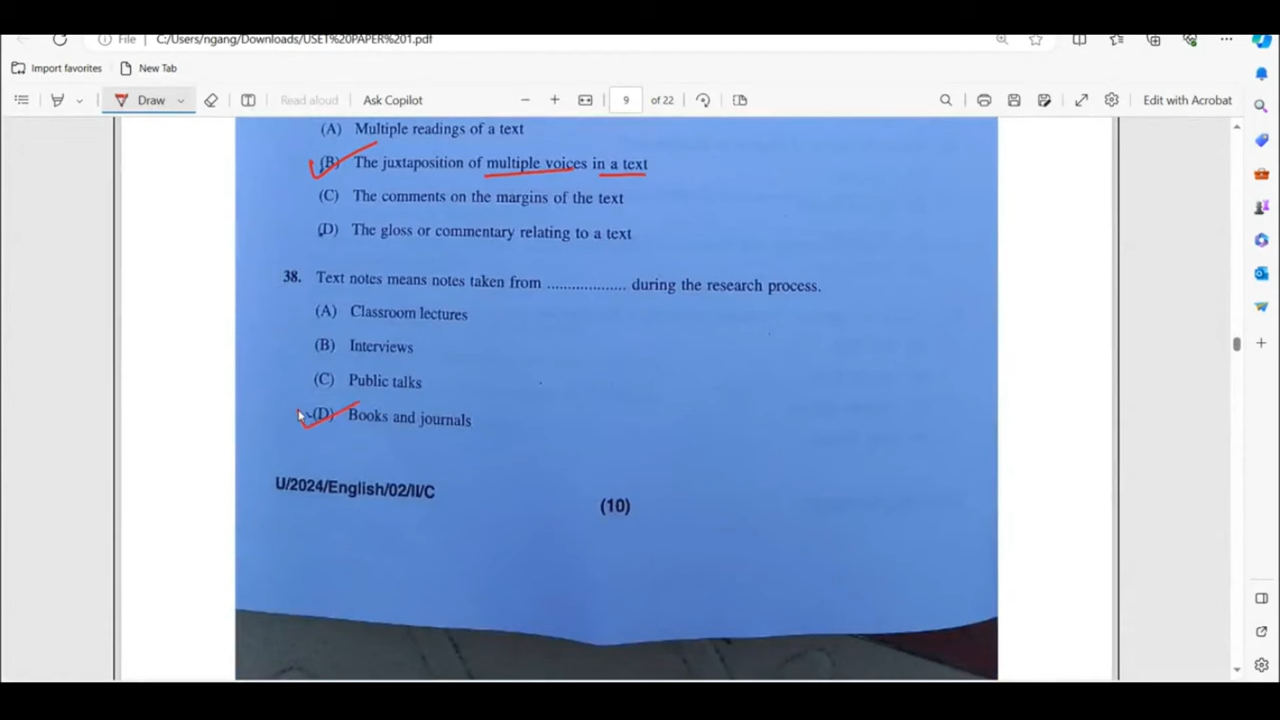 File C:/Users/ngang/Downloads/USET%20PAPER%201.pdf
Import favorites New Tab
Draw Read aloud Ask Copilot 9 of 22 Edit with Acrobat
(A) Multiple readings of a text
(B) The juxtaposition of multiple voices in a text
(C) The comments on the margins of the text
(D) The gloss or commentary relating to a text
38. Text notes means notes taken from ................... during the research process.
(A) Classroom lectures
(B) Interviews
(C) Public talks
(D) Books and journals
U/2024/English/02/II/C
(10)